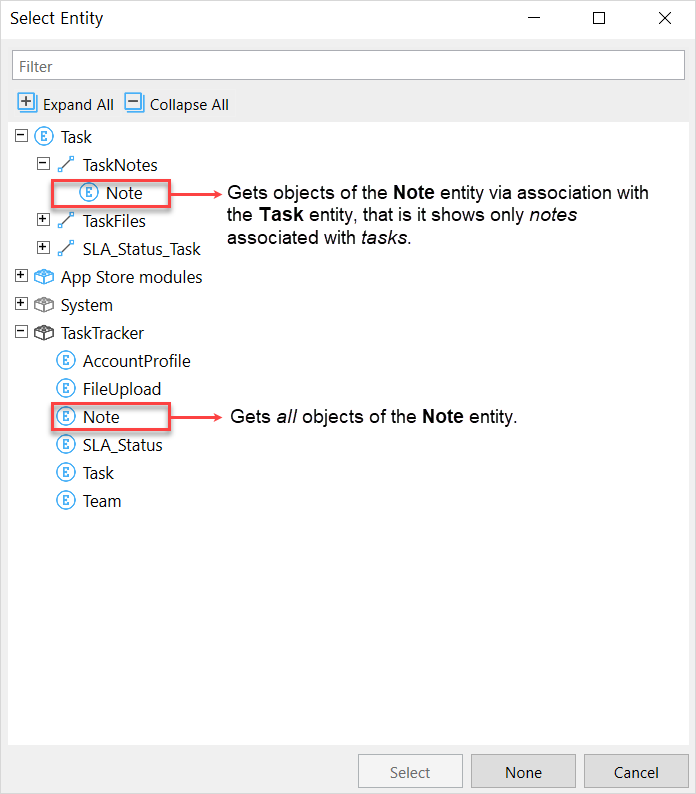 Select Entity
Filter
Expand All Collapse All
Task
TaskNotes
Note
Gets objects of the Note entity via association with
the Task entity, that is it shows only notes
associated with tasks.
TaskFiles
SLA_Status_Task
App Store modules
System
TaskTracker
AccountProfile
FileUpload
Note
Gets all objects of the Note entity.
SLA_Status
Task
Team
Select None Cancel